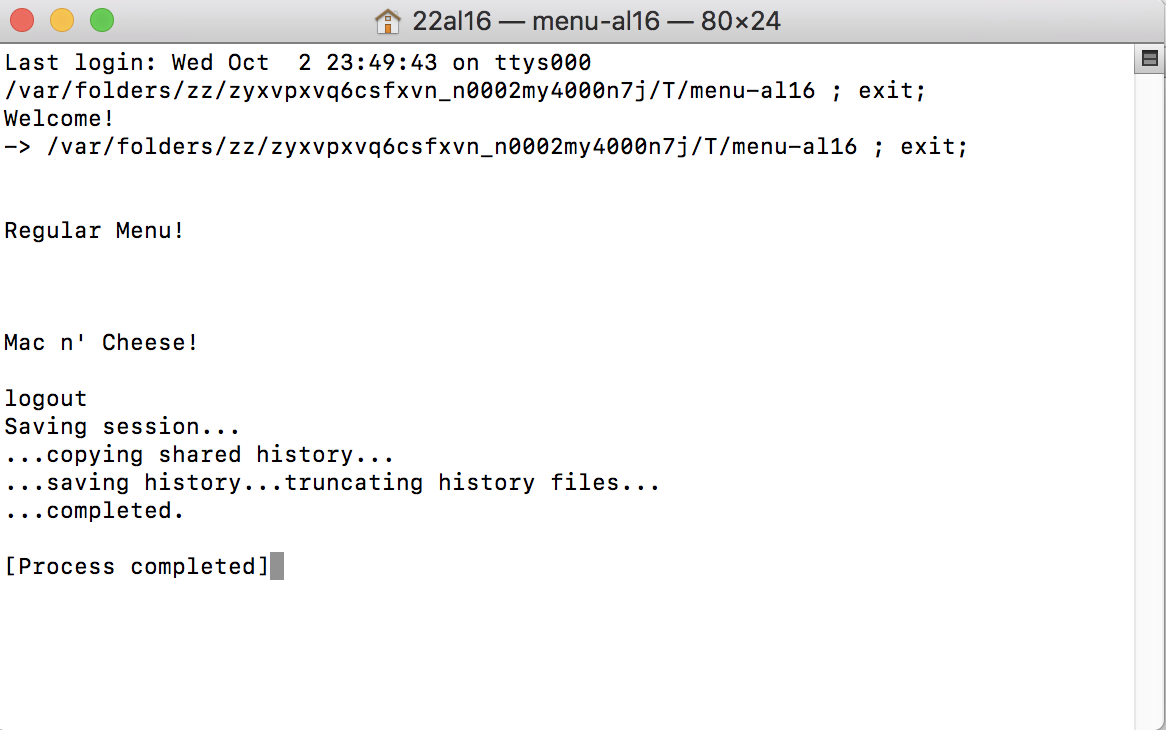 22al16 — menu-al16 — 80×24
Last login: Wed Oct  2 23:49:43 on ttys000
/var/folders/zz/zyxvpxvq6csfxvn_n0002my4000n7j/T/menu-al16 ; exit;
Welcome!
-> /var/folders/zz/zyxvpxvq6csfxvn_n0002my4000n7j/T/menu-al16 ; exit;
Regular Menu!
Mac n' Cheese!
logout
Saving session...
...copying shared history...
...saving history...truncating history files...
...completed.
[Process completed]